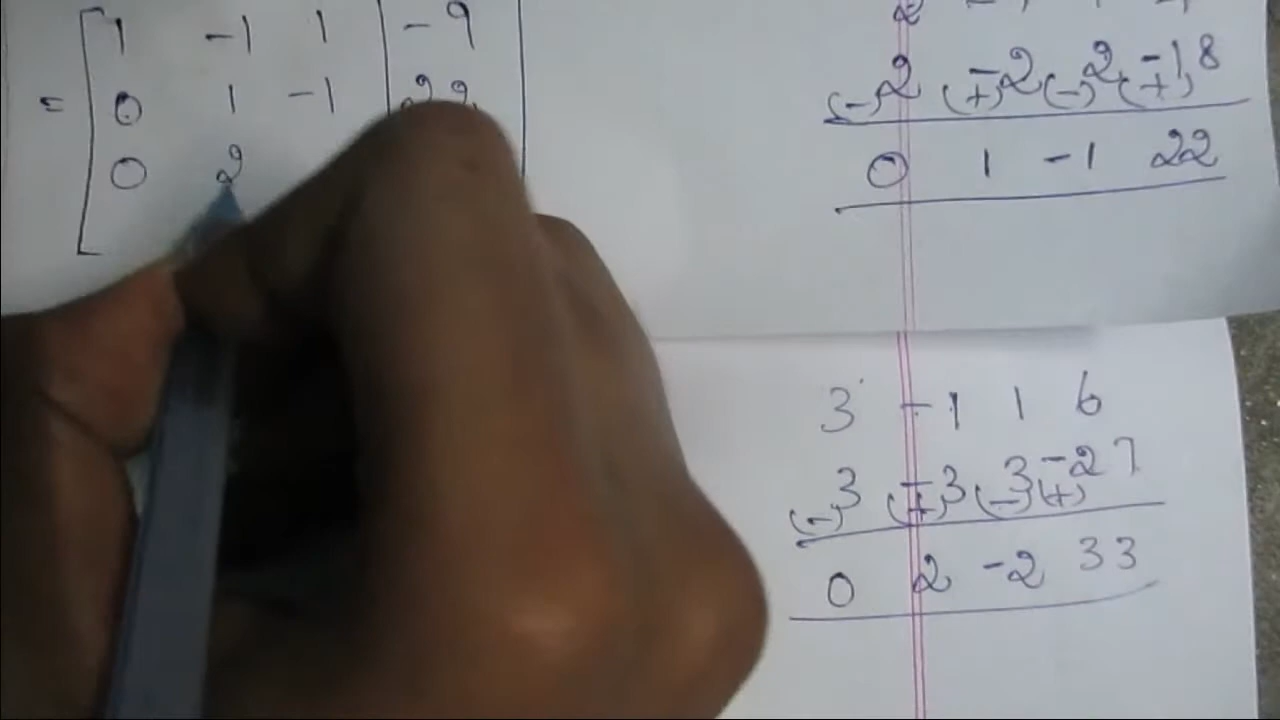 = [ 1 -1 1 | -9
0 1 -1 | 22
0 2
(-)2 (+)-2 (-)2 (+)-18
0 1 -1 22
3 -1 1 6
(-)3 (+)-3 (-)3 (+)-27
0 2 -2 33